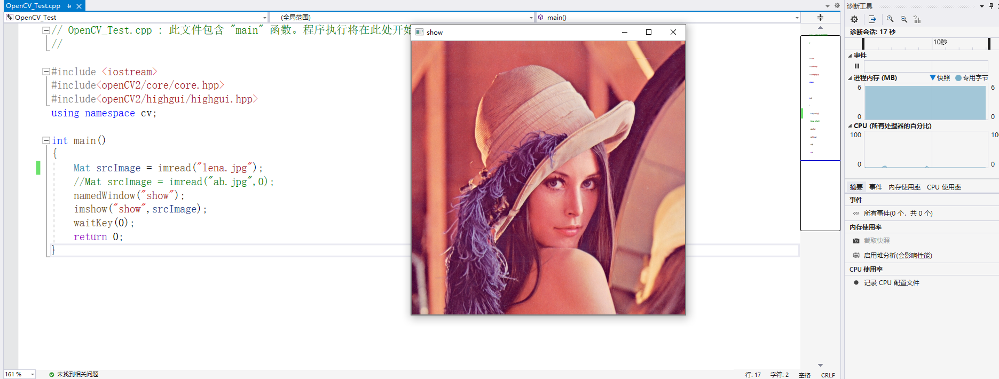 OpenCV_Test.cpp
OpenCV_Test
(全局范围)
main()
// OpenCV_Test.cpp : 此文件包含 "main" 函数。程序执行将在此处开始
//
#include <iostream>
#include<openCV2/core/core.hpp>
#include<openCV2/highgui/highgui.hpp>
using namespace cv;
int main()
{
Mat srcImage = imread("lena.jpg");
//Mat srcImage = imread("ab.jpg",0);
namedWindow("show");
imshow("show",srcImage);
waitKey(0);
return 0;
}
show
161 %
未找到相关问题
行: 17
字符: 2
空格
CRLF
诊断工具
诊断会话: 17 秒
10秒
事件
进程内存 (MB)
快照
专用字节
6
6
0
0
CPU (所有处理器的百分比)
100
10
0
0
摘要
事件
内存使用率
CPU 使用率
事件
所有事件(0 个，共 0 个)
内存使用率
截取快照
启用堆分析(会影响性能)
CPU 使用率
记录 CPU 配置文件